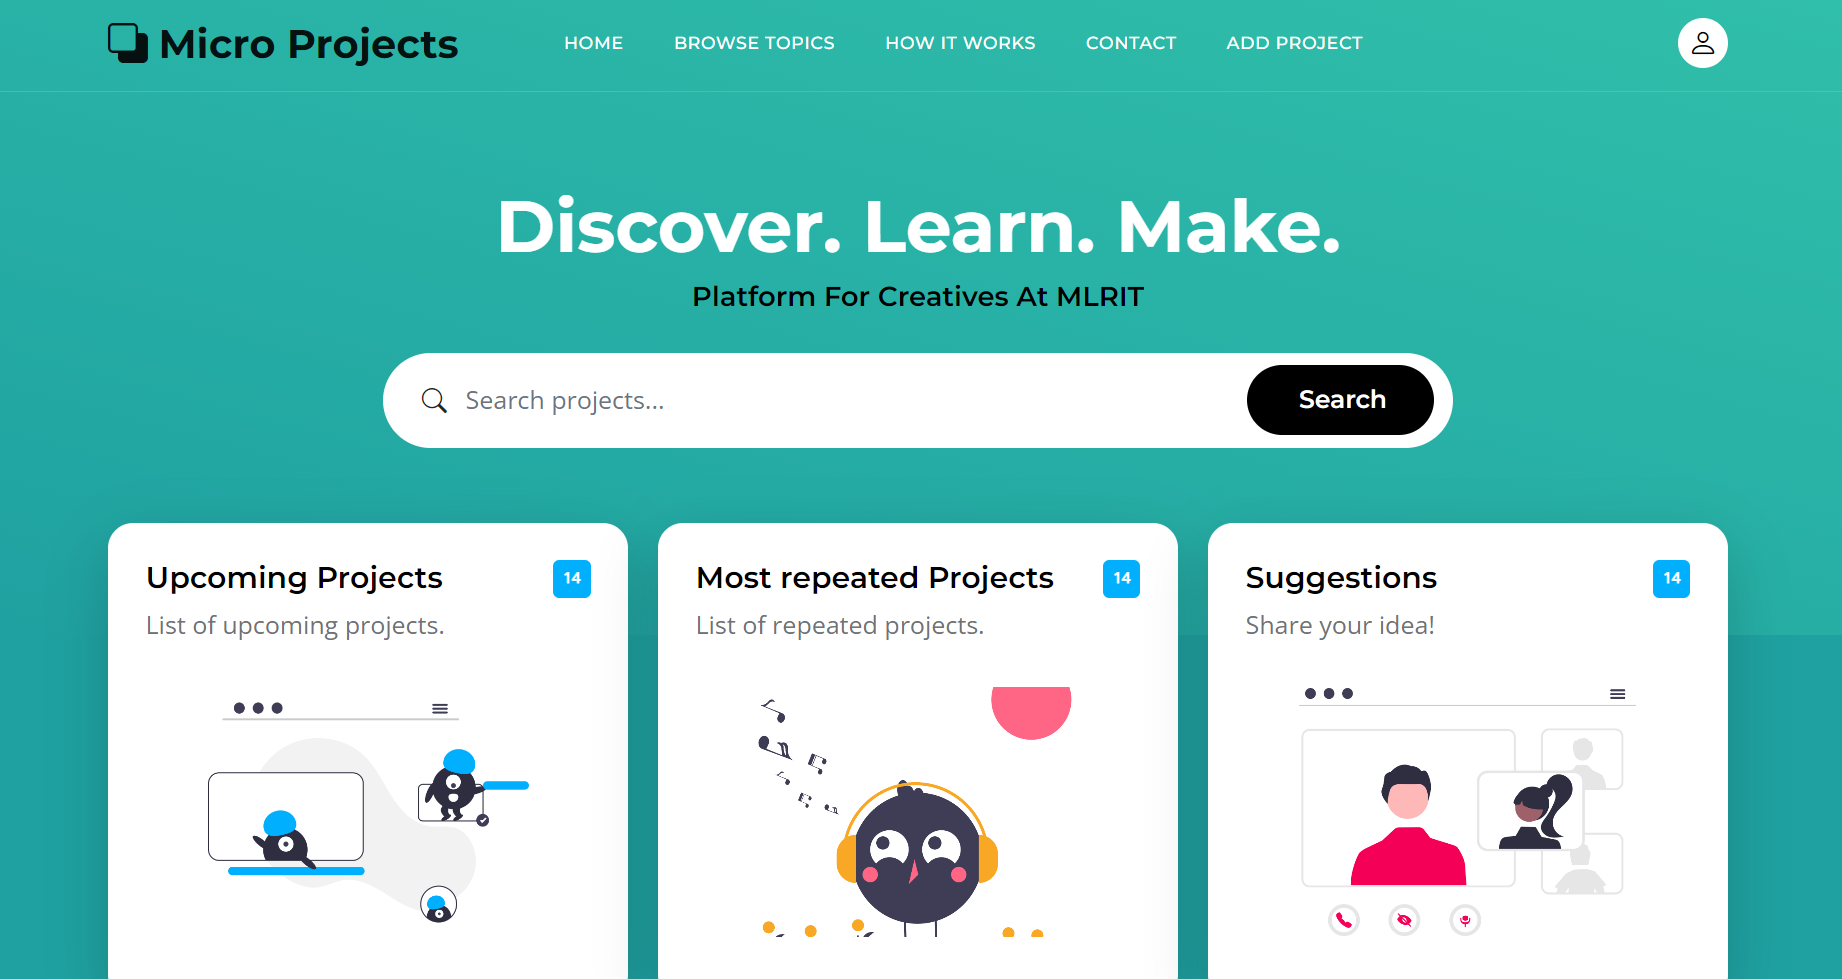 Micro Projects
HOME
BROWSE TOPICS
HOW IT WORKS
CONTACT
ADD PROJECT
Discover. Learn. Make.
Platform For Creatives At MLRIT
Search projects...
Search
Upcoming Projects
14
List of upcoming projects.
Most repeated Projects
14
List of repeated projects.
Suggestions
14
Share your idea!